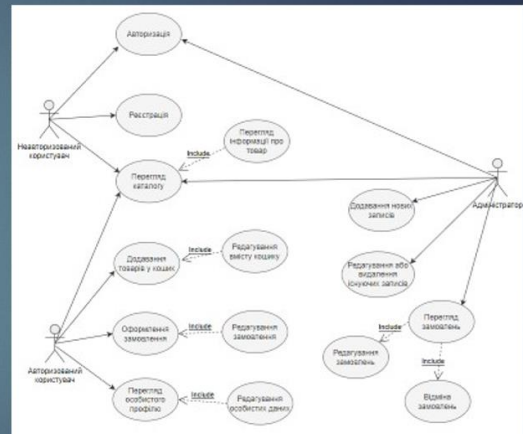 Авторизація
Реєстрація
Неавторизований
користувач
Include
Перегляд
інформації про
товар
Перегляд
каталогу
Адміністратор
Додавання нових
записів
Додавання
товарів у кошик
Include
Редагування
вмісту кошику
Редагування або
видалення
існуючих записів
Перегляд
замовлень
Оформлення
замовлення
Include
Редагування
замовлення
Include
Редагування
замовлень
Include
Авторизований
користувач
Перегляд
особистого
профілю
Include
Редагування
особистих даних
Відміна
замовлень